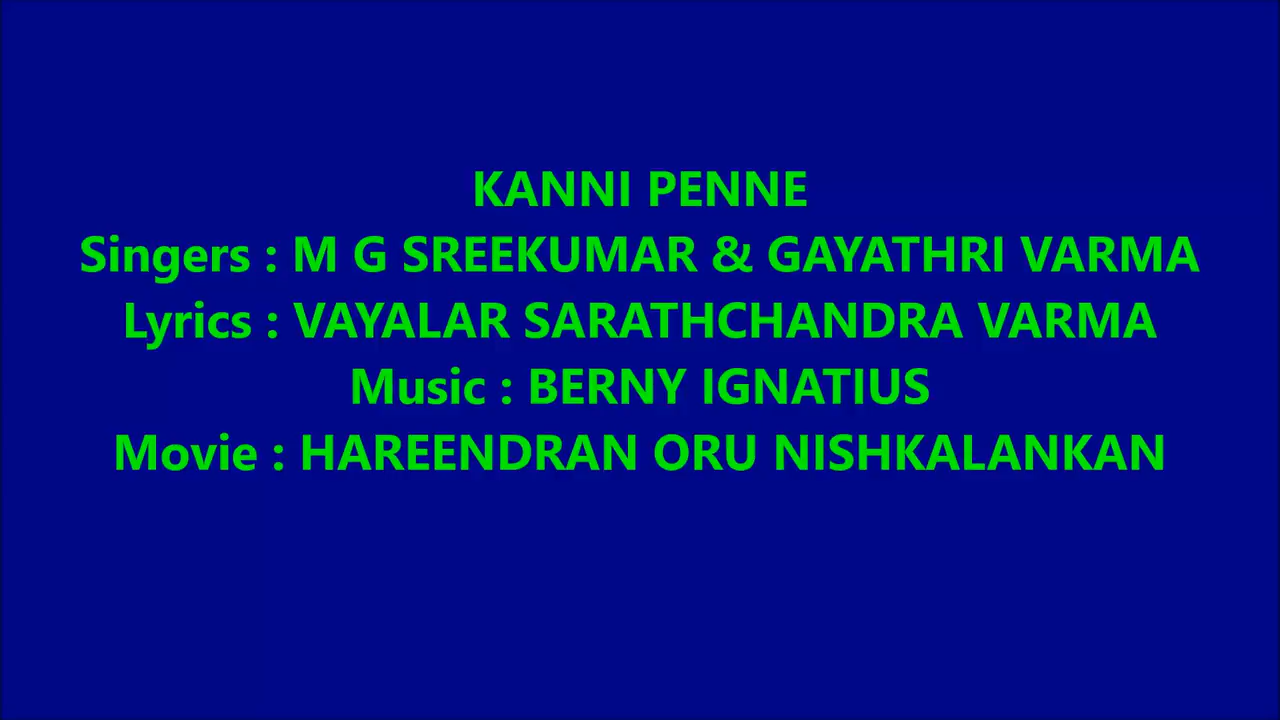 KANNI PENNE
Singers : M G SREEKUMAR & GAYATHRI VARMA
Lyrics : VAYALAR SARATHCHANDRA VARMA
Music : BERNY IGNATIUS
Movie : HAREENDRAN ORU NISHKALANKAN